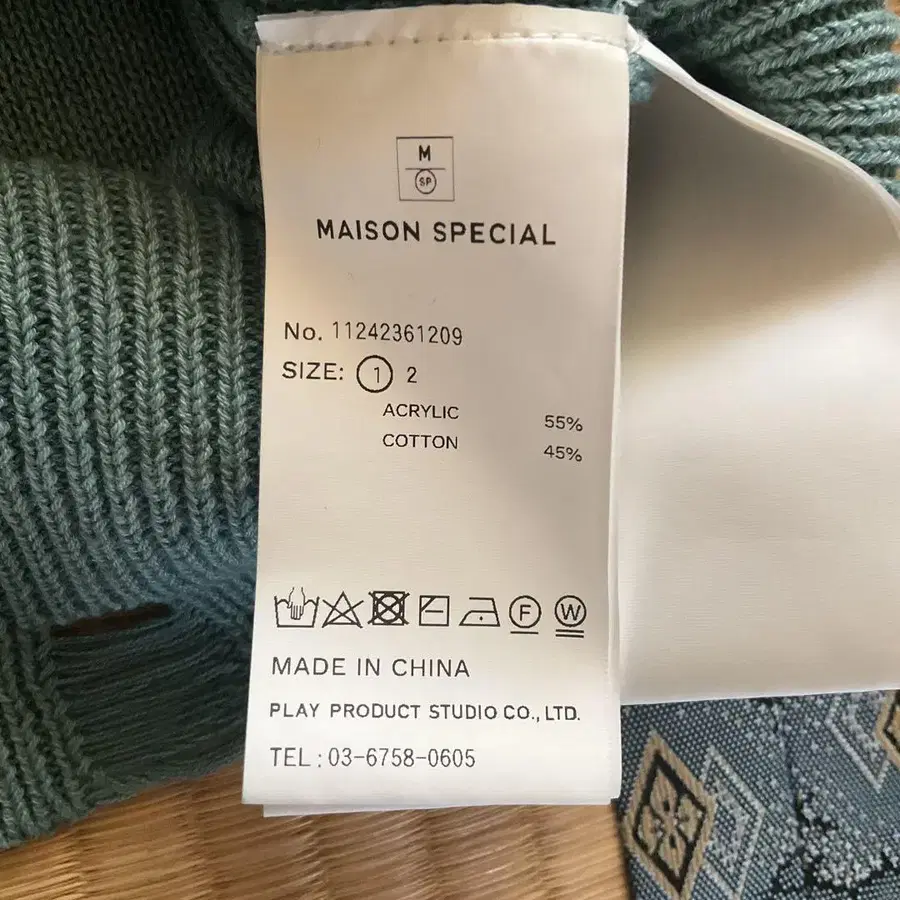 M
SP
MAISON SPECIAL
No. 11242361209
SIZE: 1 2
ACRYLIC 55%
COTTON 45%
F W
MADE IN CHINA
PLAY PRODUCT STUDIO CO., LTD.
TEL : 03-6758-0605